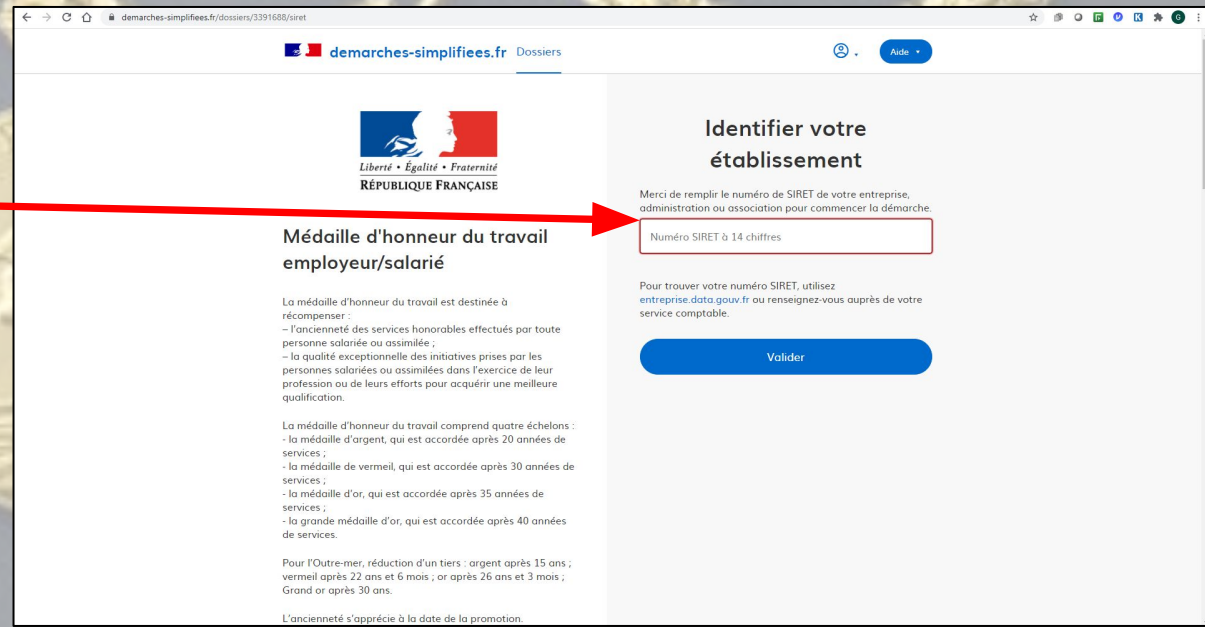 demarches-simplifiees.fr/dossiers/3391688/siret
demarches-simplifiees.fr Dossiers
Aide
Liberté • Égalité • Fraternité
RÉPUBLIQUE FRANÇAISE
Médaille d'honneur du travail
employeur/salarié
La médaille d'honneur du travail est destinée à
récompenser :
– l'ancienneté des services honorables effectués par toute
personne salariée ou assimilée ;
– la qualité exceptionnelle des initiatives prises par les
personnes salariées ou assimilées dans l'exercice de leur
profession ou de leurs efforts pour acquérir une meilleure
qualification.
La médaille d'honneur du travail comprend quatre échelons :
- la médaille d'argent, qui est accordée après 20 années de
services ;
- la médaille de vermeil, qui est accordée après 30 années de
services ;
- la médaille d'or, qui est accordée après 35 années de
services ;
- la grande médaille d'or, qui est accordée après 40 années
de services.
Pour l'Outre-mer, réduction d'un tiers : argent après 15 ans ;
vermeil après 22 ans et 6 mois ; or après 26 ans et 3 mois ;
Grand or après 30 ans.
L'ancienneté s'apprécie à la date de la promotion.
Identifier votre
établissement
Merci de remplir le numéro de SIRET de votre entreprise,
administration ou association pour commencer la démarche.
Numéro SIRET à 14 chiffres
Pour trouver votre numéro SIRET, utilisez
entreprise.data.gouv.fr ou renseignez-vous auprès de votre
service comptable.
Valider